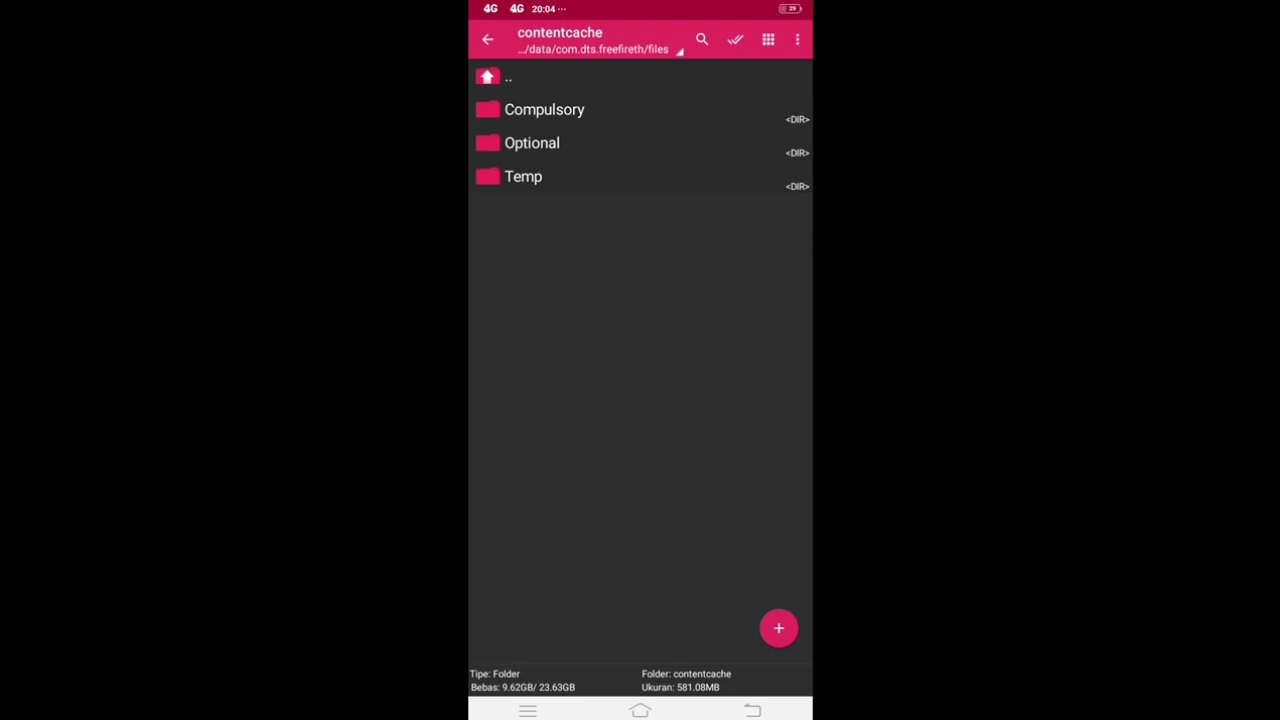 4G 4G 20:04 ... 29
contentcache
.../data/com.dts.freefireth/files
..
Compulsory
<DIR>
Optional
<DIR>
Temp
<DIR>
+
Tipe: Folder
Folder: contentcache
Bebas: 9.62GB/ 23.63GB
Ukuran: 581.08MB